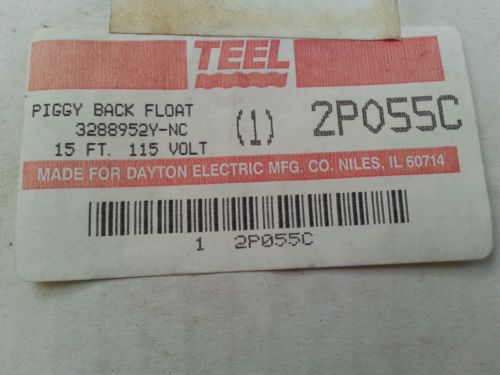 TEEL
PIGGY BACK FLOAT
3288952Y-NC
15 FT. 115 VOLT
(1)
2P055C
MADE FOR DAYTON ELECTRIC MFG. CO. NILES, IL 60714
1 2P055C